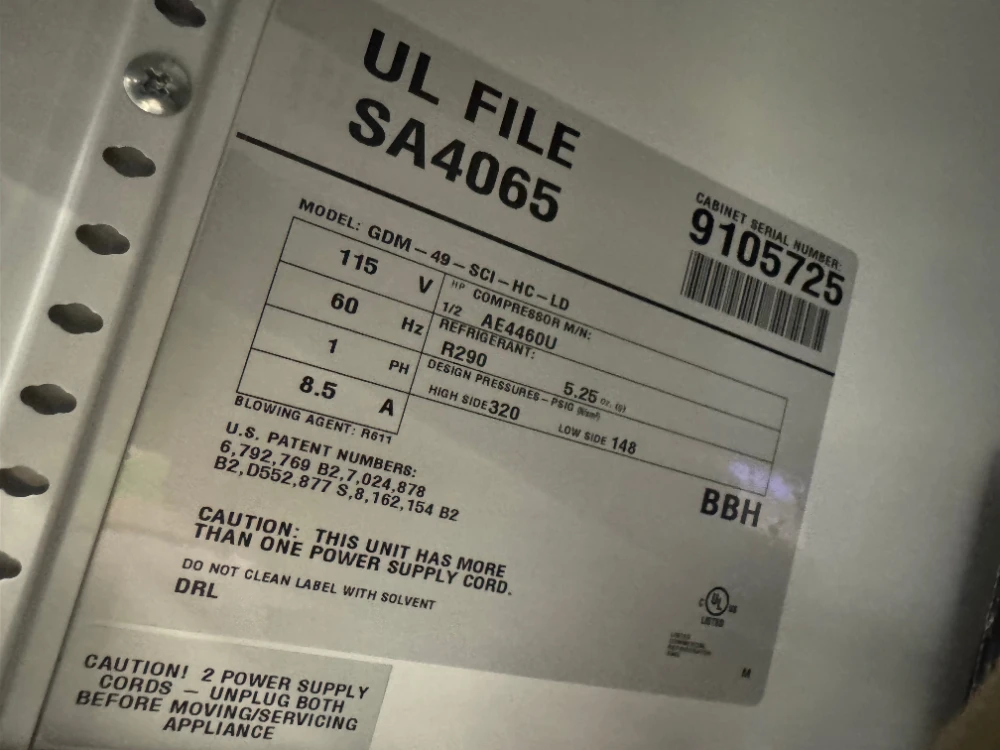 UL FILE
SA4065
CABINET SERIAL NUMBER:
9105725
MODEL: GDM-49-SCI-HC-LD
115 V
60 Hz
1 PH
8.5 A
HP COMPRESSOR M/N:
1/2 AE4460U
REFRIGERANT:
R290 5.25 oz. (g)
DESIGN PRESSURES-PSIG
HIGH SIDE 320 LOW SIDE 148
BLOWING AGENT: R611
U.S. PATENT NUMBERS:
6,792,769 B2,7,024,878
B2,D552,877 S,8,162,154 B2
BBH
CAUTION: THIS UNIT HAS MORE
THAN ONE POWER SUPPLY CORD.
DO NOT CLEAN LABEL WITH SOLVENT
DRL
C UL US
LISTED
M
CAUTION! 2 POWER SUPPLY
CORDS — UNPLUG BOTH
BEFORE MOVING/SERVICING
APPLIANCE